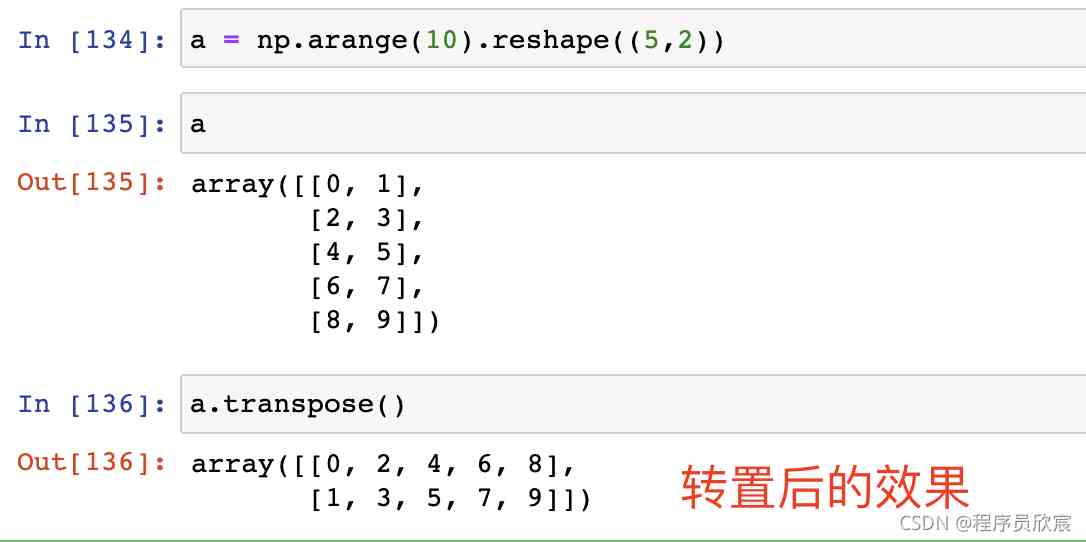 In [134]: a = np.arange(10).reshape((5,2))
In [135]: a
Out[135]: array([[0, 1],
[2, 3],
[4, 5],
[6, 7],
[8, 9]])
In [136]: a.transpose()
Out[136]: array([[0, 2, 4, 6, 8],
[1, 3, 5, 7, 9]])
转置后的效果
CSDN @程序员欣宸